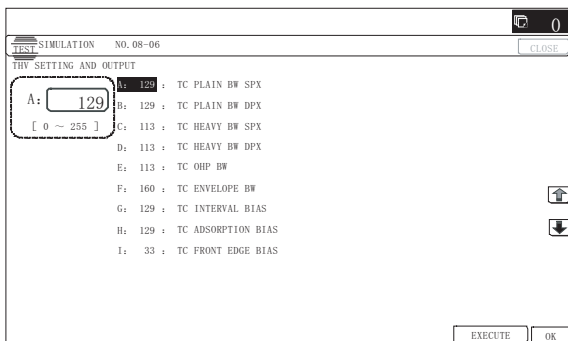 0
TEST SIMULATION NO.08-06
CLOSE
THV SETTING AND OUTPUT
A: 129
[ 0 ~ 255 ]
A: 129 : TC PLAIN BW SPX
B: 129 : TC PLAIN BW DPX
C: 113 : TC HEAVY BW SPX
D: 113 : TC HEAVY BW DPX
E: 113 : TC OHP BW
F: 160 : TC ENVELOPE BW
G: 129 : TC INTERVAL BIAS
H: 129 : TC ADSORPTION BIAS
I: 33 : TC FRONT EDGE BIAS
EXECUTE OK